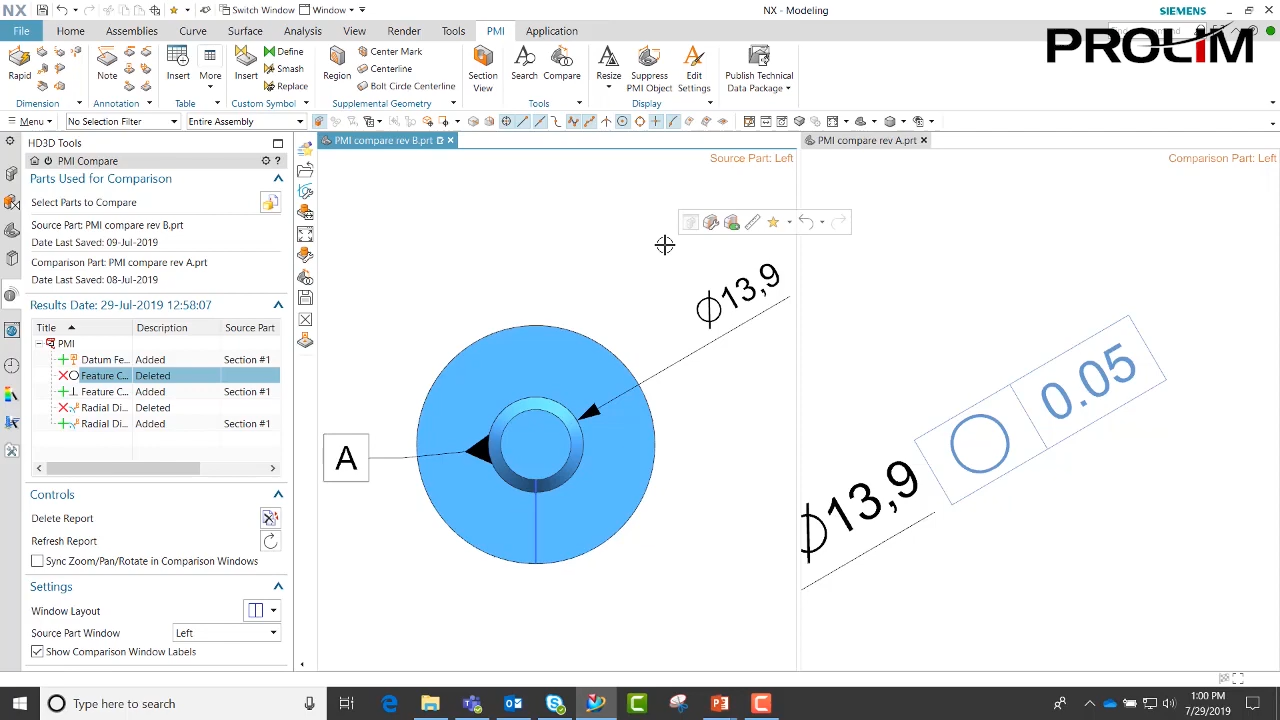 NX
Switch Window
Window
NX - Modeling
SIEMENS
PROLIM
File
Home
Assemblies
Curve
Surface
Analysis
View
Render
Tools
PMI
Application
Rapid
Dimension
Note
Annotation
Insert
More
Table
Insert
Define
Smash
Replace
Custom Symbol
Region
Center Mark
Centerline
Bolt Circle Centerline
Supplemental Geometry
Section
View
Search
Compare
Tools
Resize
Suppress
PMI Object
Edit
Settings
Display
Publish Technical
Data Package
Menu
No Selection Filter
Entire Assembly
HD3D Tools
PMI Compare
Parts Used for Comparison
Select Parts to Compare
Source Part: PMI compare rev B.prt
Date Last Saved: 09-Jul-2019
Comparison Part: PMI compare rev A.prt
Date Last Saved: 08-Jul-2019
Results Date: 29-Jul-2019 12:58:07
Title Description Source Part
PMI
Datum Fe... Added Section #1
Feature C... Deleted
Feature C... Added Section #1
Radial Di... Deleted
Radial Di... Added Section #1
Controls
Delete Report
Refresh Report
Sync Zoom/Pan/Rotate in Comparison Windows
Settings
Window Layout
Source Part Window Left
Show Comparison Window Labels
PMI compare rev B.prt
Source Part: Left
∅13,9
A
PMI compare rev A.prt
Comparison Part: Left
0.05
∅13,9
Type here to search
1:00 PM
7/29/2019